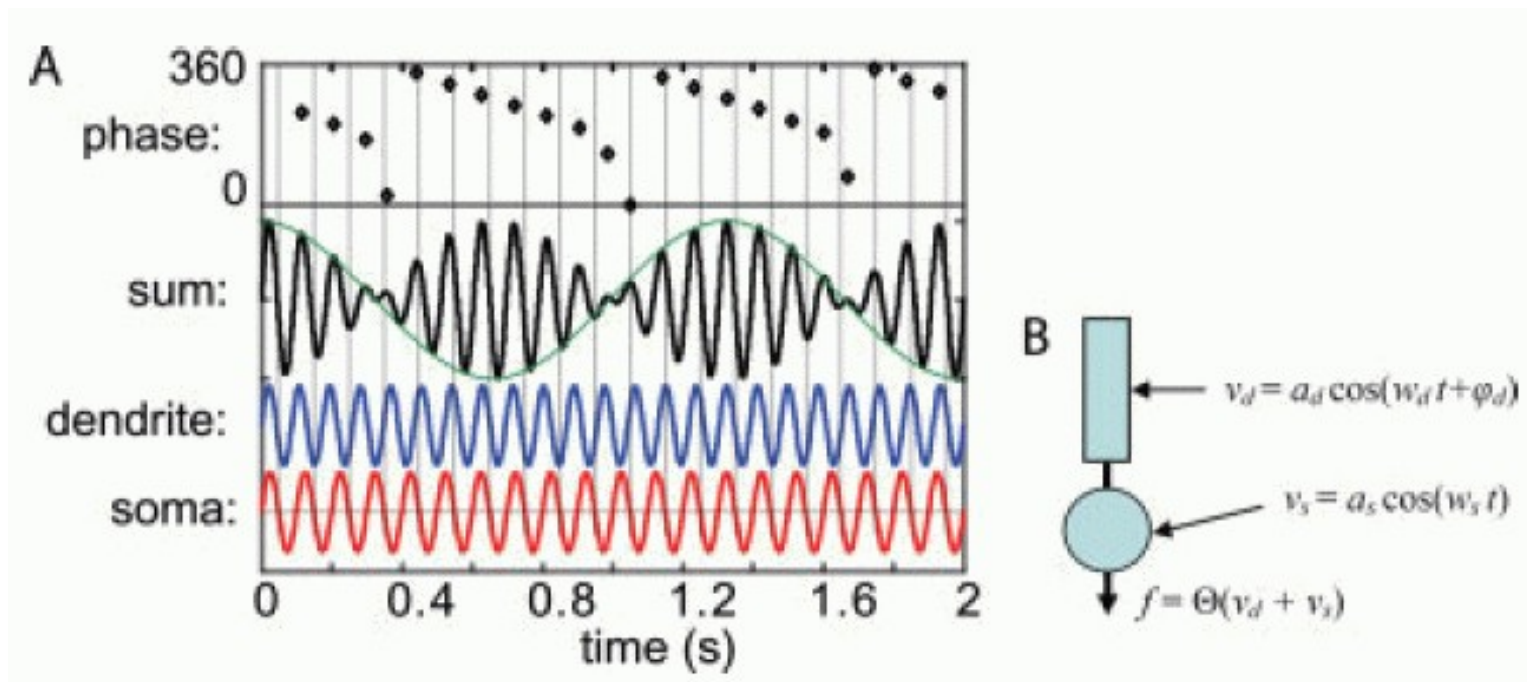 A
360
phase:
0
sum:
dendrite:
soma:
0 0.4 0.8 1.2 1.6 2
time (s)
B
v_d = a_d cos(w_d t+φ_d)
v_s = a_s cos(w_s t)
f = Θ(v_d + v_s)